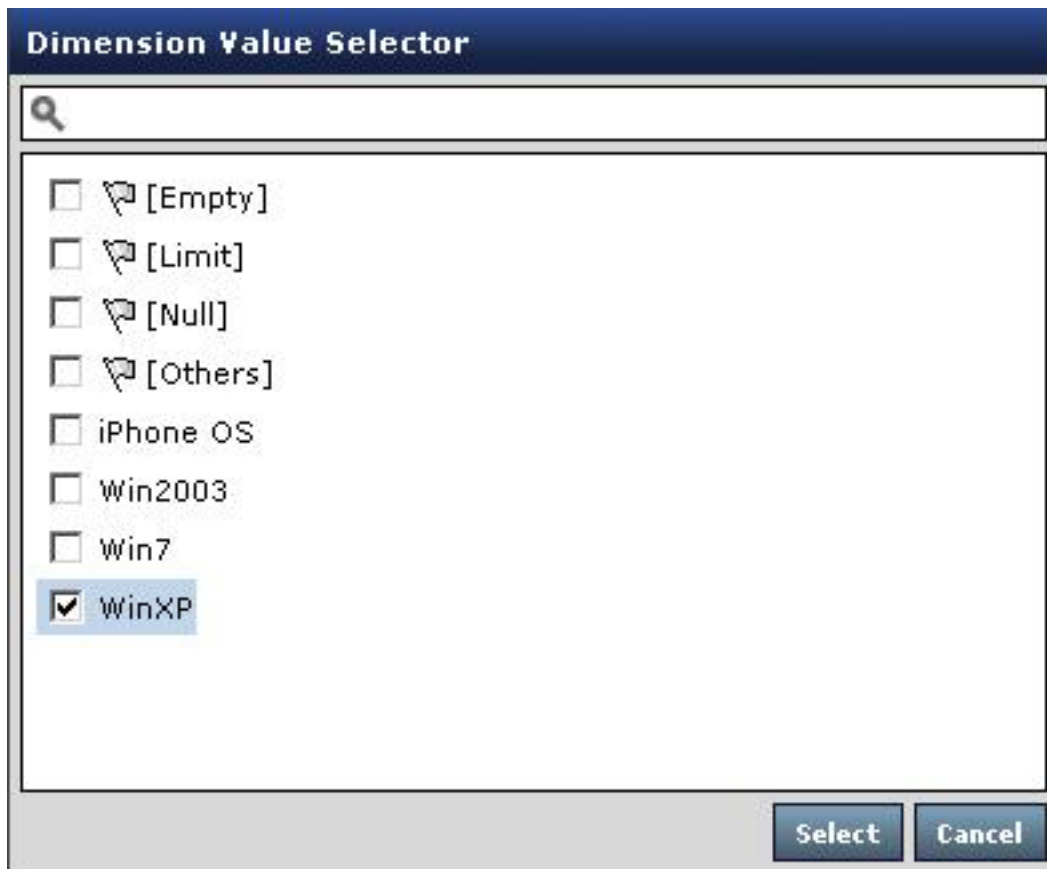 Dimension Value Selector
[Empty]
[Limit]
[Null]
[Others]
iPhone OS
Win2003
Win7
WinXP
Select Cancel